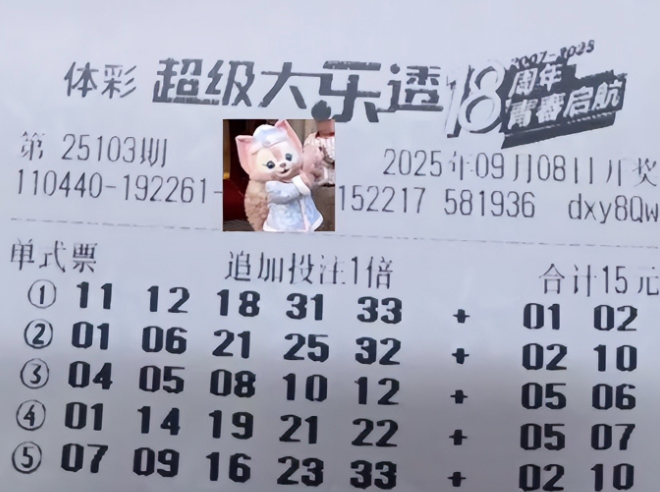 体彩 超级大乐透 18周年 2007-2025 青春启航
第 25103期 2025年09月08日开奖
110440-192261- 152217 581936 dxy8Qw
单式票 追加投注1倍 合计15元
① 11 12 18 31 33 + 01 02
② 01 06 21 25 32 + 02 10
③ 04 05 08 10 12 + 05 06
④ 01 14 19 21 22 + 05 07
⑤ 07 09 16 23 33 + 02 10